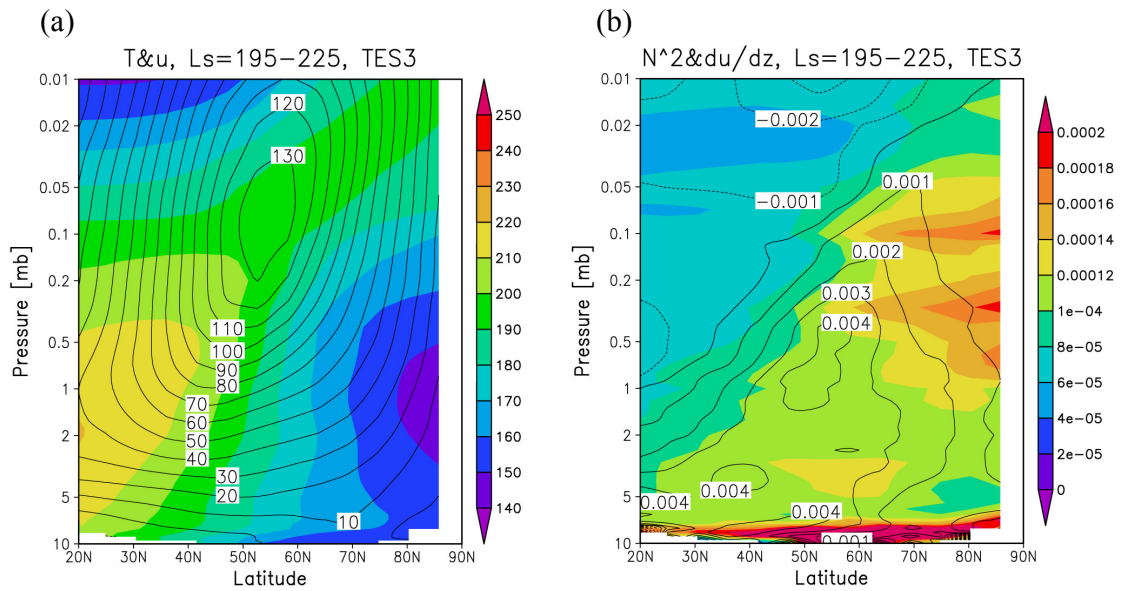 (a)
(b)
T&u, Ls=195−225, TES3
N^2&du/dz, Ls=195−225, TES3
Pressure [mb]
0.01
0.02
0.05
0.1
0.2
0.5
1
2
5
10
120
130
110
100
90
80
70
60
50
40
30
20
10
20N
30N
40N
50N
60N
70N
80N
90N
Latitude
250
240
230
220
210
200
190
180
170
160
150
140
Pressure [mb]
0.01
0.02
0.05
0.1
0.2
0.5
1
2
5
10
−0.002
−0.001
0.001
0.002
0.003
0.004
0.004
0.004
0.004
0.001
20N
30N
40N
50N
60N
70N
80N
90N
Latitude
0.0002
0.00018
0.00016
0.00014
0.00012
1e−04
8e−05
6e−05
4e−05
2e−05
0